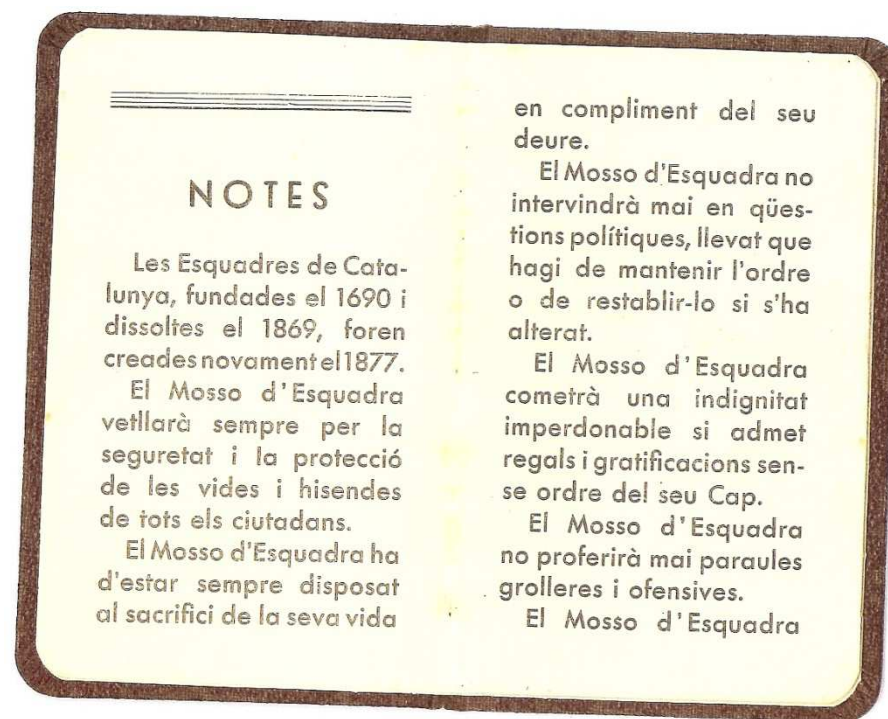 NOTES
Les Esquadres de Cata-
lunya, fundades el 1690 i
dissoltes el 1869, foren
creades novament el 1877.
El Mosso d'Esquadra
vetllarà sempre per la
seguretat i la protecció
de les vides i hisendes
de tots els ciutadans.
El Mosso d'Esquadra ha
d'estar sempre disposat
al sacrifici de la seva vida
en compliment del seu
deure.
El Mosso d'Esquadra no
intervindrà mai en qües-
tions polítiques, llevat que
hagi de mantenir l'ordre
o de restablir-lo si s'ha
alterat.
El Mosso d'Esquadra
cometrà una indignitat
imperdonable si admet
regals i gratificacions sen-
se ordre del seu Cap.
El Mosso d'Esquadra
no proferirà mai paraules
grolleres i ofensives.
El Mosso d'Esquadra